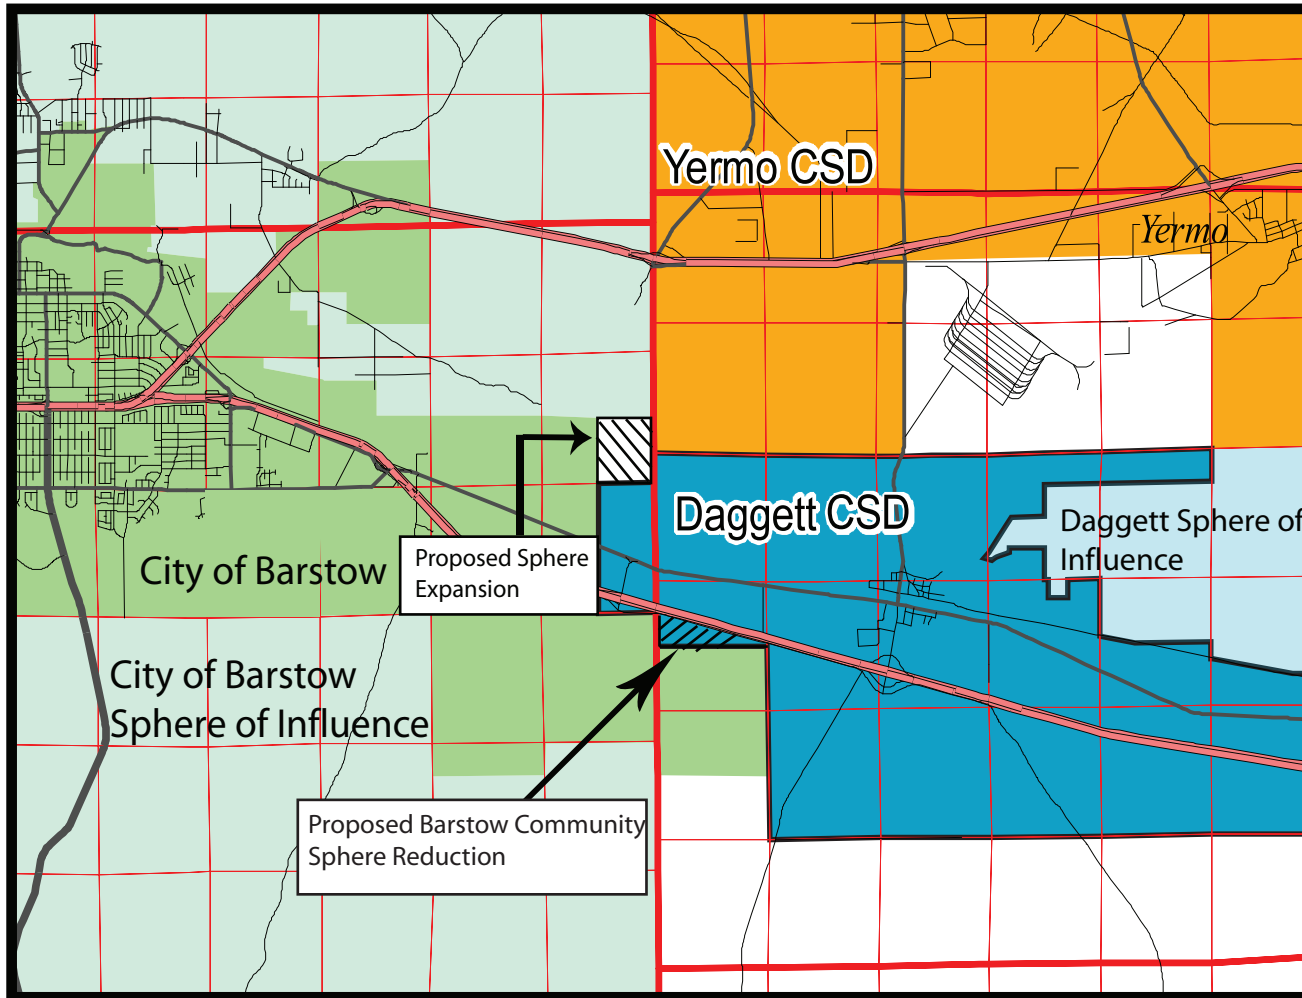 Yermo CSD
Yermo
Daggett CSD
Daggett Sphere of
Influence
City of Barstow
Proposed Sphere
Expansion
City of Barstow
Sphere of Influence
Proposed Barstow Community
Sphere Reduction